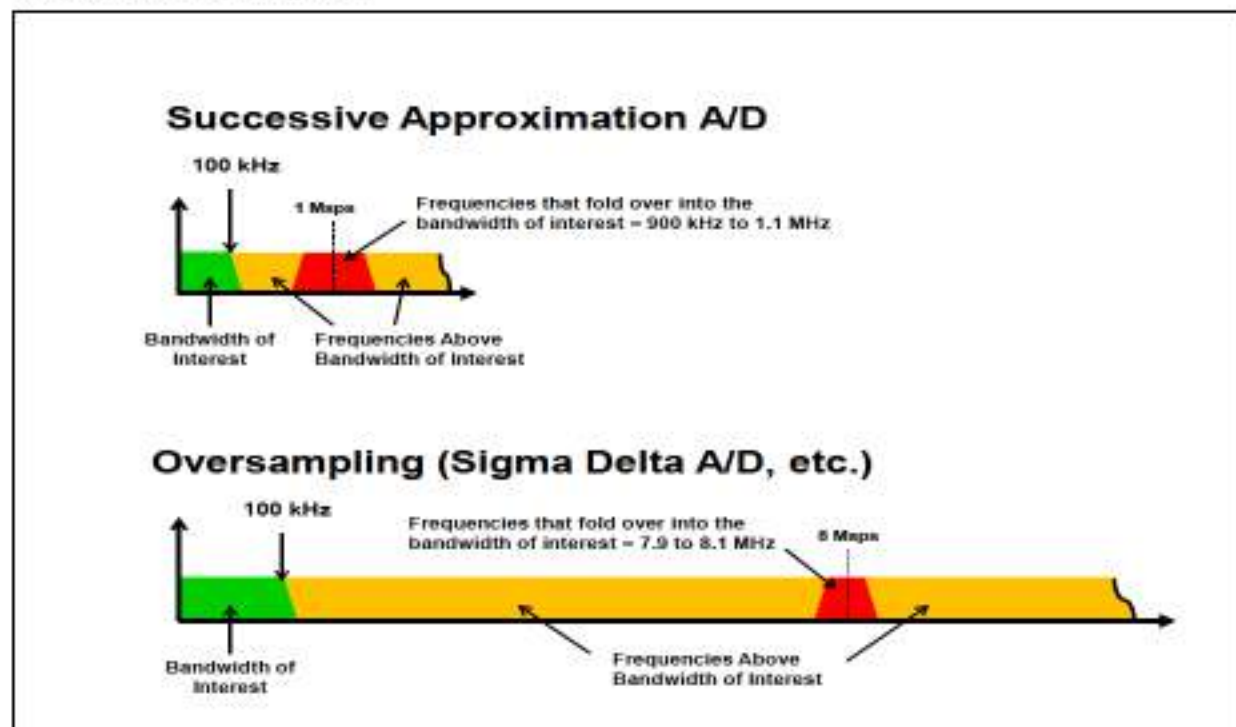 Successive Approximation A/D
100 kHz
1 Msps
Frequencies that fold over into the
bandwidth of interest = 900 kHz to 1.1 MHz
Bandwidth of
Interest
Frequencies Above
Bandwidth of Interest
Oversampling (Sigma Delta A/D, etc.)
100 kHz
Frequencies that fold over into the
bandwidth of interest = 7.9 to 8.1 MHz
8 Msps
Bandwidth of
Interest
Frequencies Above
Bandwidth of Interest